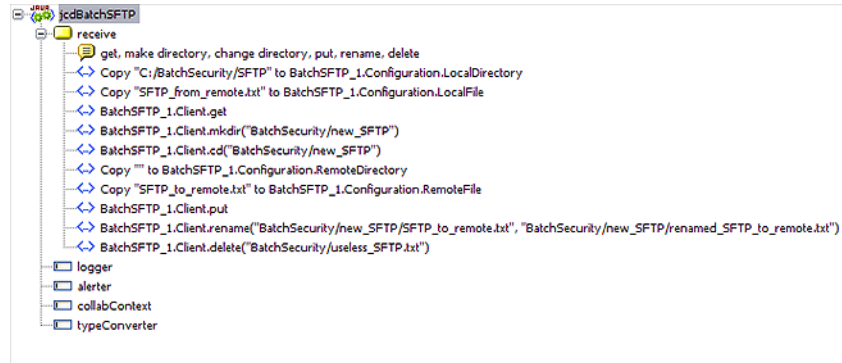 JAVA
jcdBatchSFTP
receive
get, make directory, change directory, put, rename, delete
Copy "C:/BatchSecurity/SFTP" to BatchSFTP_1.Configuration.LocalDirectory
Copy "SFTP_from_remote.txt" to BatchSFTP_1.Configuration.LocalFile
BatchSFTP_1.Client.get
BatchSFTP_1.Client.mkdir("BatchSecurity/new_SFTP")
BatchSFTP_1.Client.cd("BatchSecurity/new_SFTP")
Copy "" to BatchSFTP_1.Configuration.RemoteDirectory
Copy "SFTP_to_remote.txt" to BatchSFTP_1.Configuration.RemoteFile
BatchSFTP_1.Client.put
BatchSFTP_1.Client.rename("BatchSecurity/new_SFTP/SFTP_to_remote.txt", "BatchSecurity/new_SFTP/renamed_SFTP_to_remote.txt")
BatchSFTP_1.Client.delete("BatchSecurity/useless_SFTP.txt")
logger
alerter
collabContext
typeConverter